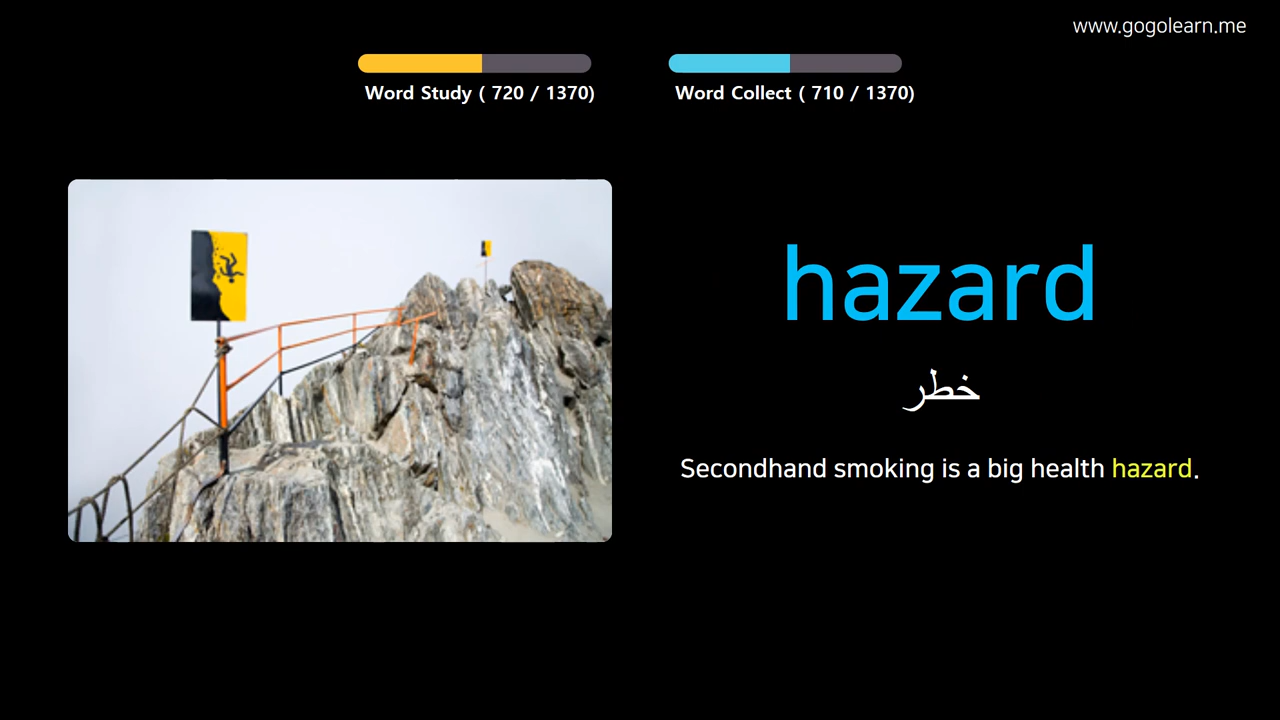 www.gogolearn.me
Word Study ( 720 / 1370)
Word Collect ( 710 / 1370)
hazard
خطر
Secondhand smoking is a big health hazard.